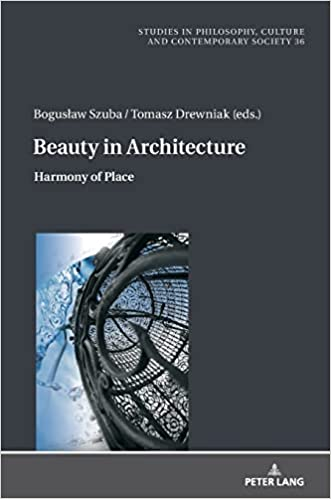 STUDIES IN PHILOSOPHY, CULTURE
AND CONTEMPORARY SOCIETY 36
Bogusław Szuba / Tomasz Drewniak (eds.)
Beauty in Architecture
Harmony of Place
PETER LANG